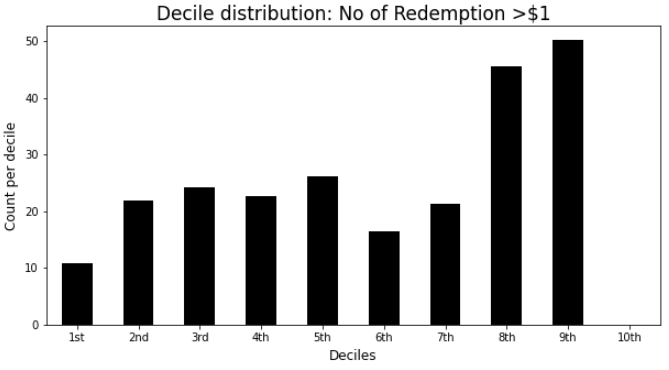 Decile distribution: No of Redemption >$1
Count per decile
50
40
30
20
10
0
1st 2nd 3rd 4th 5th 6th 7th 8th 9th 10th
Deciles